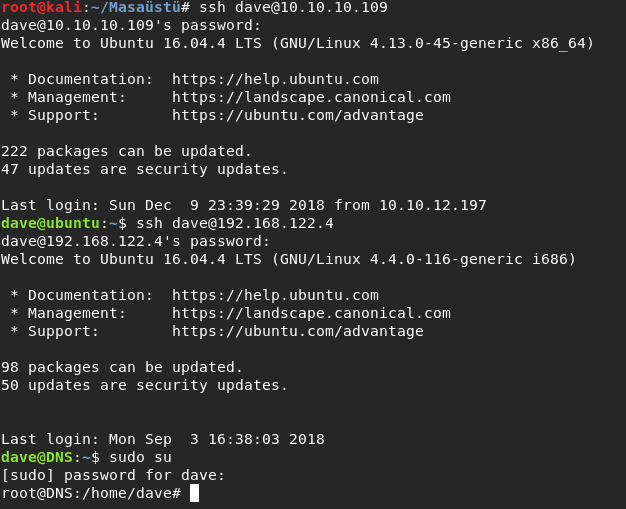 root@kali:~/Masaüstü# ssh dave@10.10.10.109
dave@10.10.10.109's password:
Welcome to Ubuntu 16.04.4 LTS (GNU/Linux 4.13.0-45-generic x86_64)

 * Documentation:  https://help.ubuntu.com
 * Management:     https://landscape.canonical.com
 * Support:        https://ubuntu.com/advantage

222 packages can be updated.
47 updates are security updates.

Last login: Sun Dec  9 23:39:29 2018 from 10.10.12.197
dave@ubuntu:~$ ssh dave@192.168.122.4
dave@192.168.122.4's password:
Welcome to Ubuntu 16.04.4 LTS (GNU/Linux 4.4.0-116-generic i686)

 * Documentation:  https://help.ubuntu.com
 * Management:     https://landscape.canonical.com
 * Support:        https://ubuntu.com/advantage

98 packages can be updated.
50 updates are security updates.


Last login: Mon Sep  3 16:38:03 2018
dave@DNS:~$ sudo su
[sudo] password for dave:
root@DNS:/home/dave#